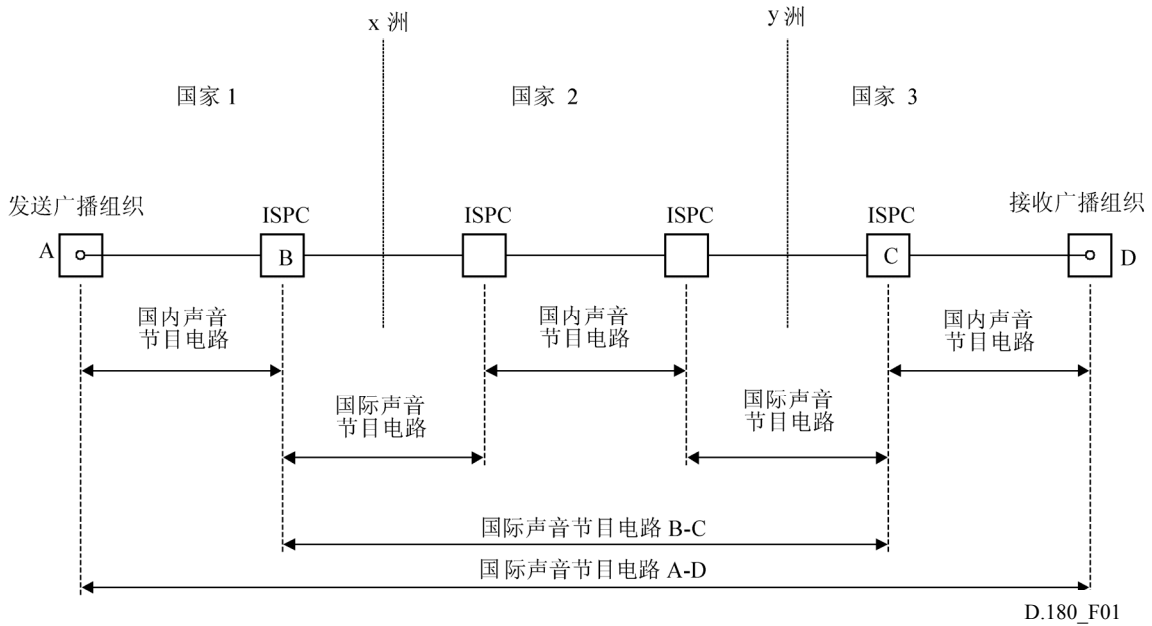 x 洲
y 洲
国家 1
国家 2
国家 3
发送广播组织
ISPC
ISPC
ISPC
ISPC
接收广播组织
A
B
C
D
国内声音
节目电路
国内声音
节目电路
国内声音
节目电路
国际声音
节目电路
国际声音
节目电路
国际声音节目电路 B-C
国际声音节目电路 A-D
D.180_F01